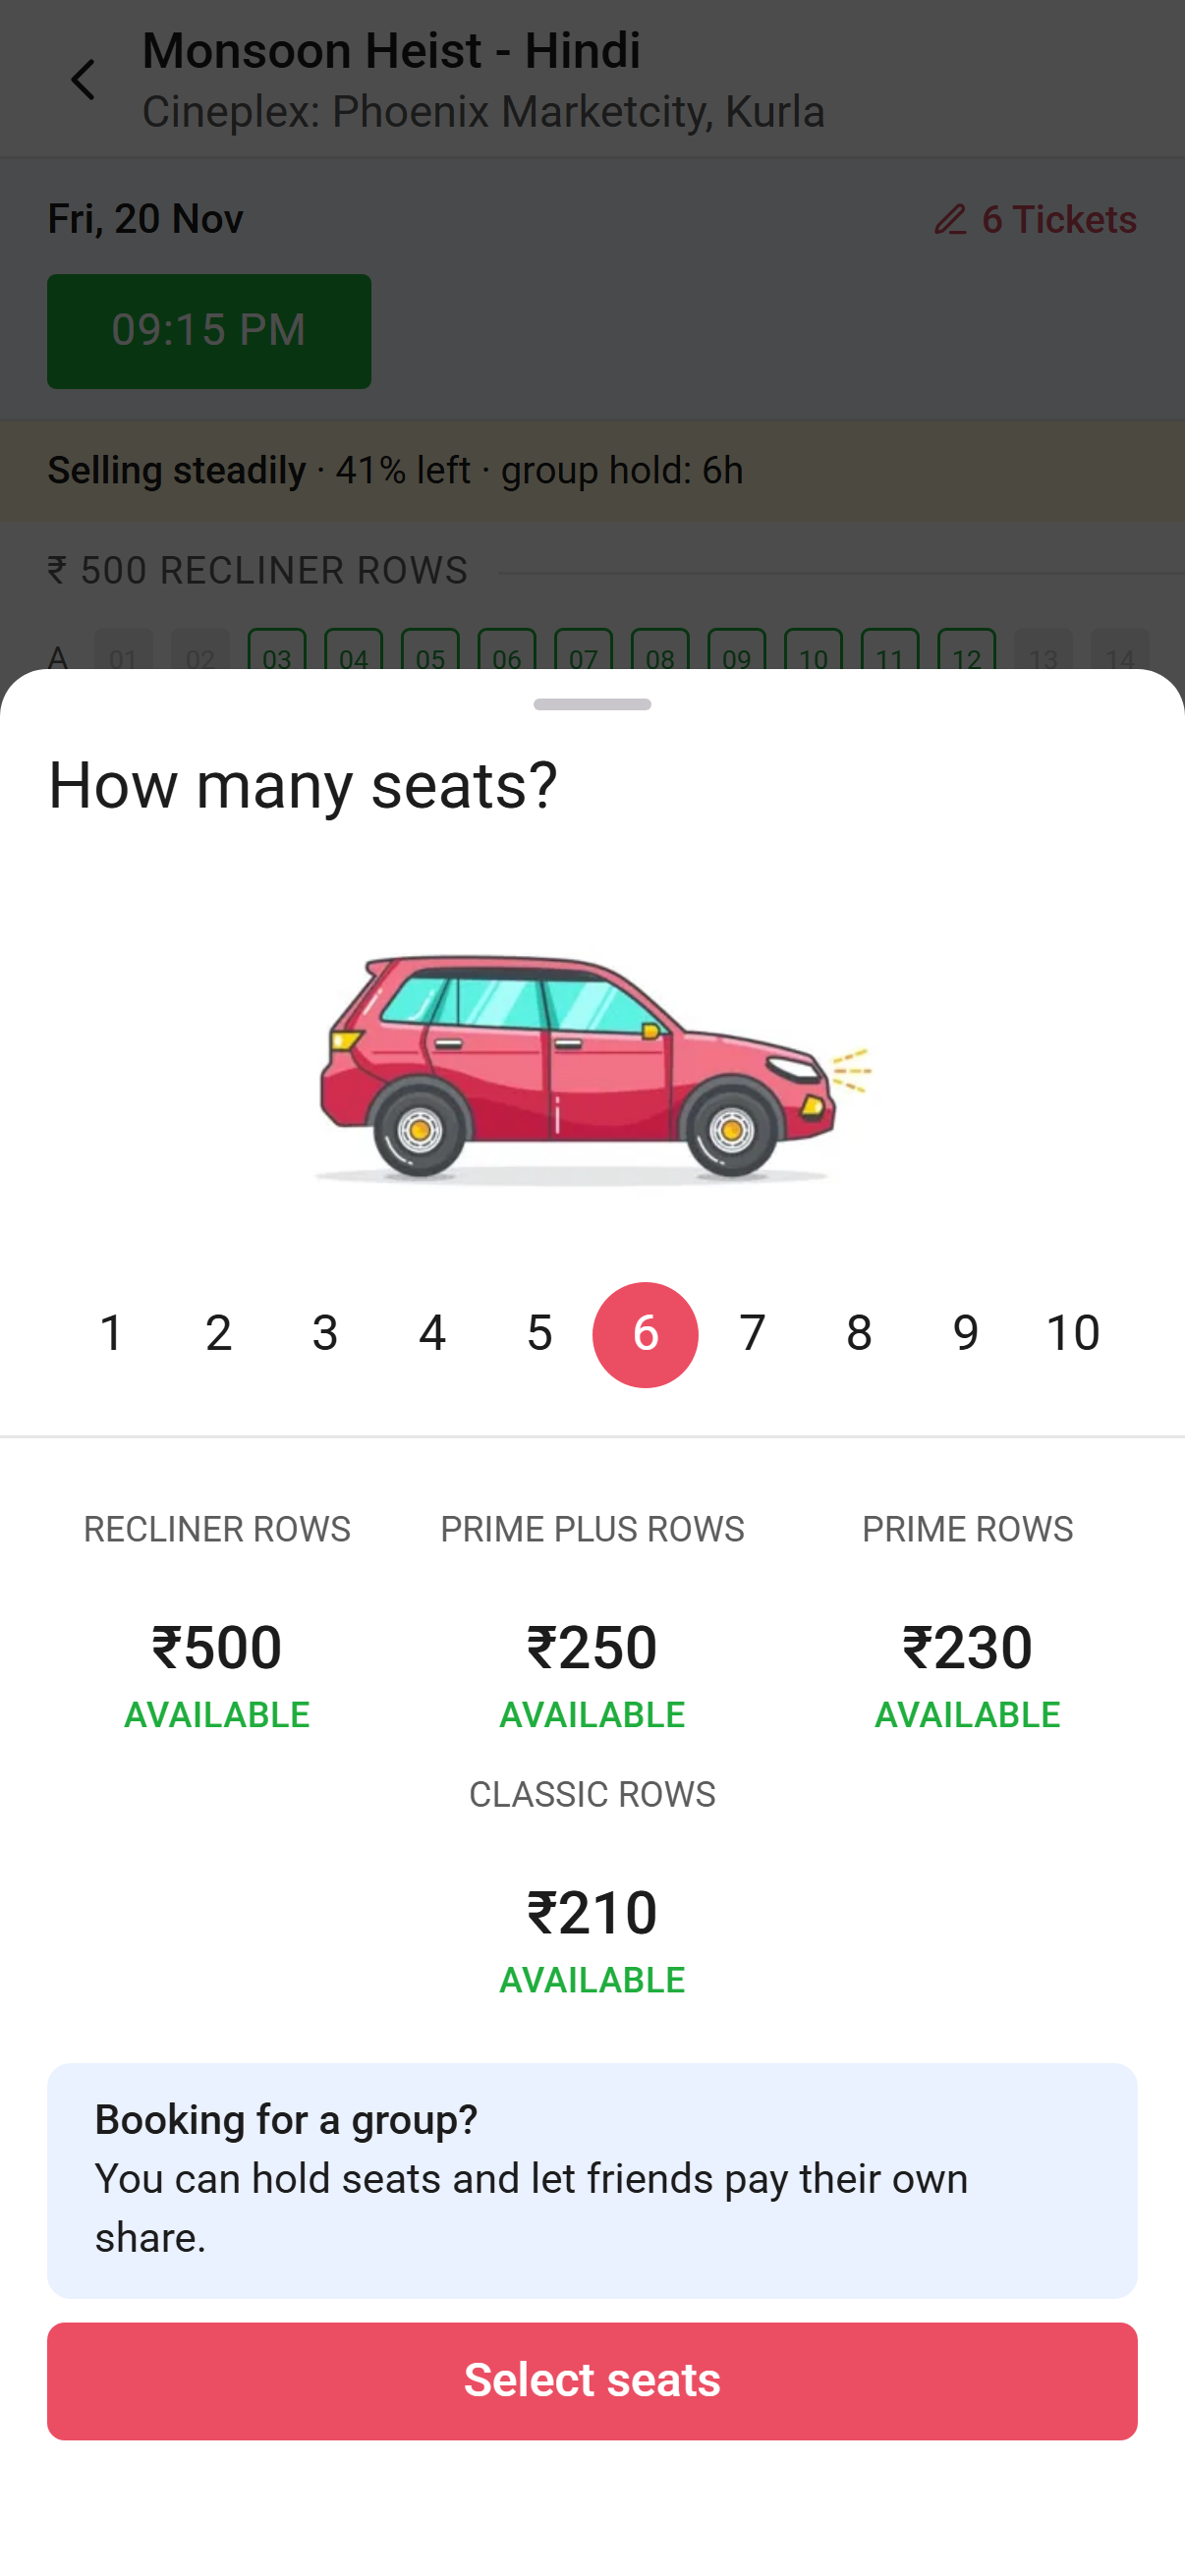 Monsoon Heist - Hindi
Cineplex: Phoenix Marketcity, Kurla
Fri, 20 Nov
6 Tickets
09:15 PM
Selling steadily · 41% left · group hold: 6h
₹ 500 RECLINER ROWS
A 01 02 03 04 05 06 07 08 09 10 11 12 13 14
How many seats?
1 2 3 4 5 6 7 8 9 10
RECLINER ROWS PRIME PLUS ROWS PRIME ROWS
₹500 ₹250 ₹230
AVAILABLE AVAILABLE AVAILABLE
CLASSIC ROWS
₹210
AVAILABLE
Booking for a group?
You can hold seats and let friends pay their own
share.
Select seats